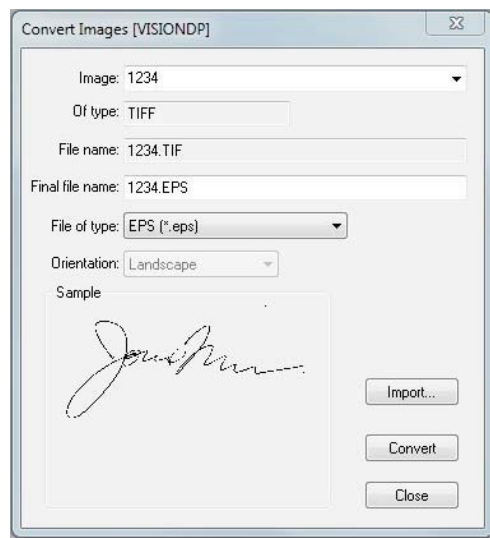 Convert Images [VISIONDP]
Image: 1234
Of type: TIFF
File name: 1234.TIF
Final file name: 1234.EPS
File of type: EPS (*.eps)
Orientation: Landscape
Sample
Import...
Convert
Close